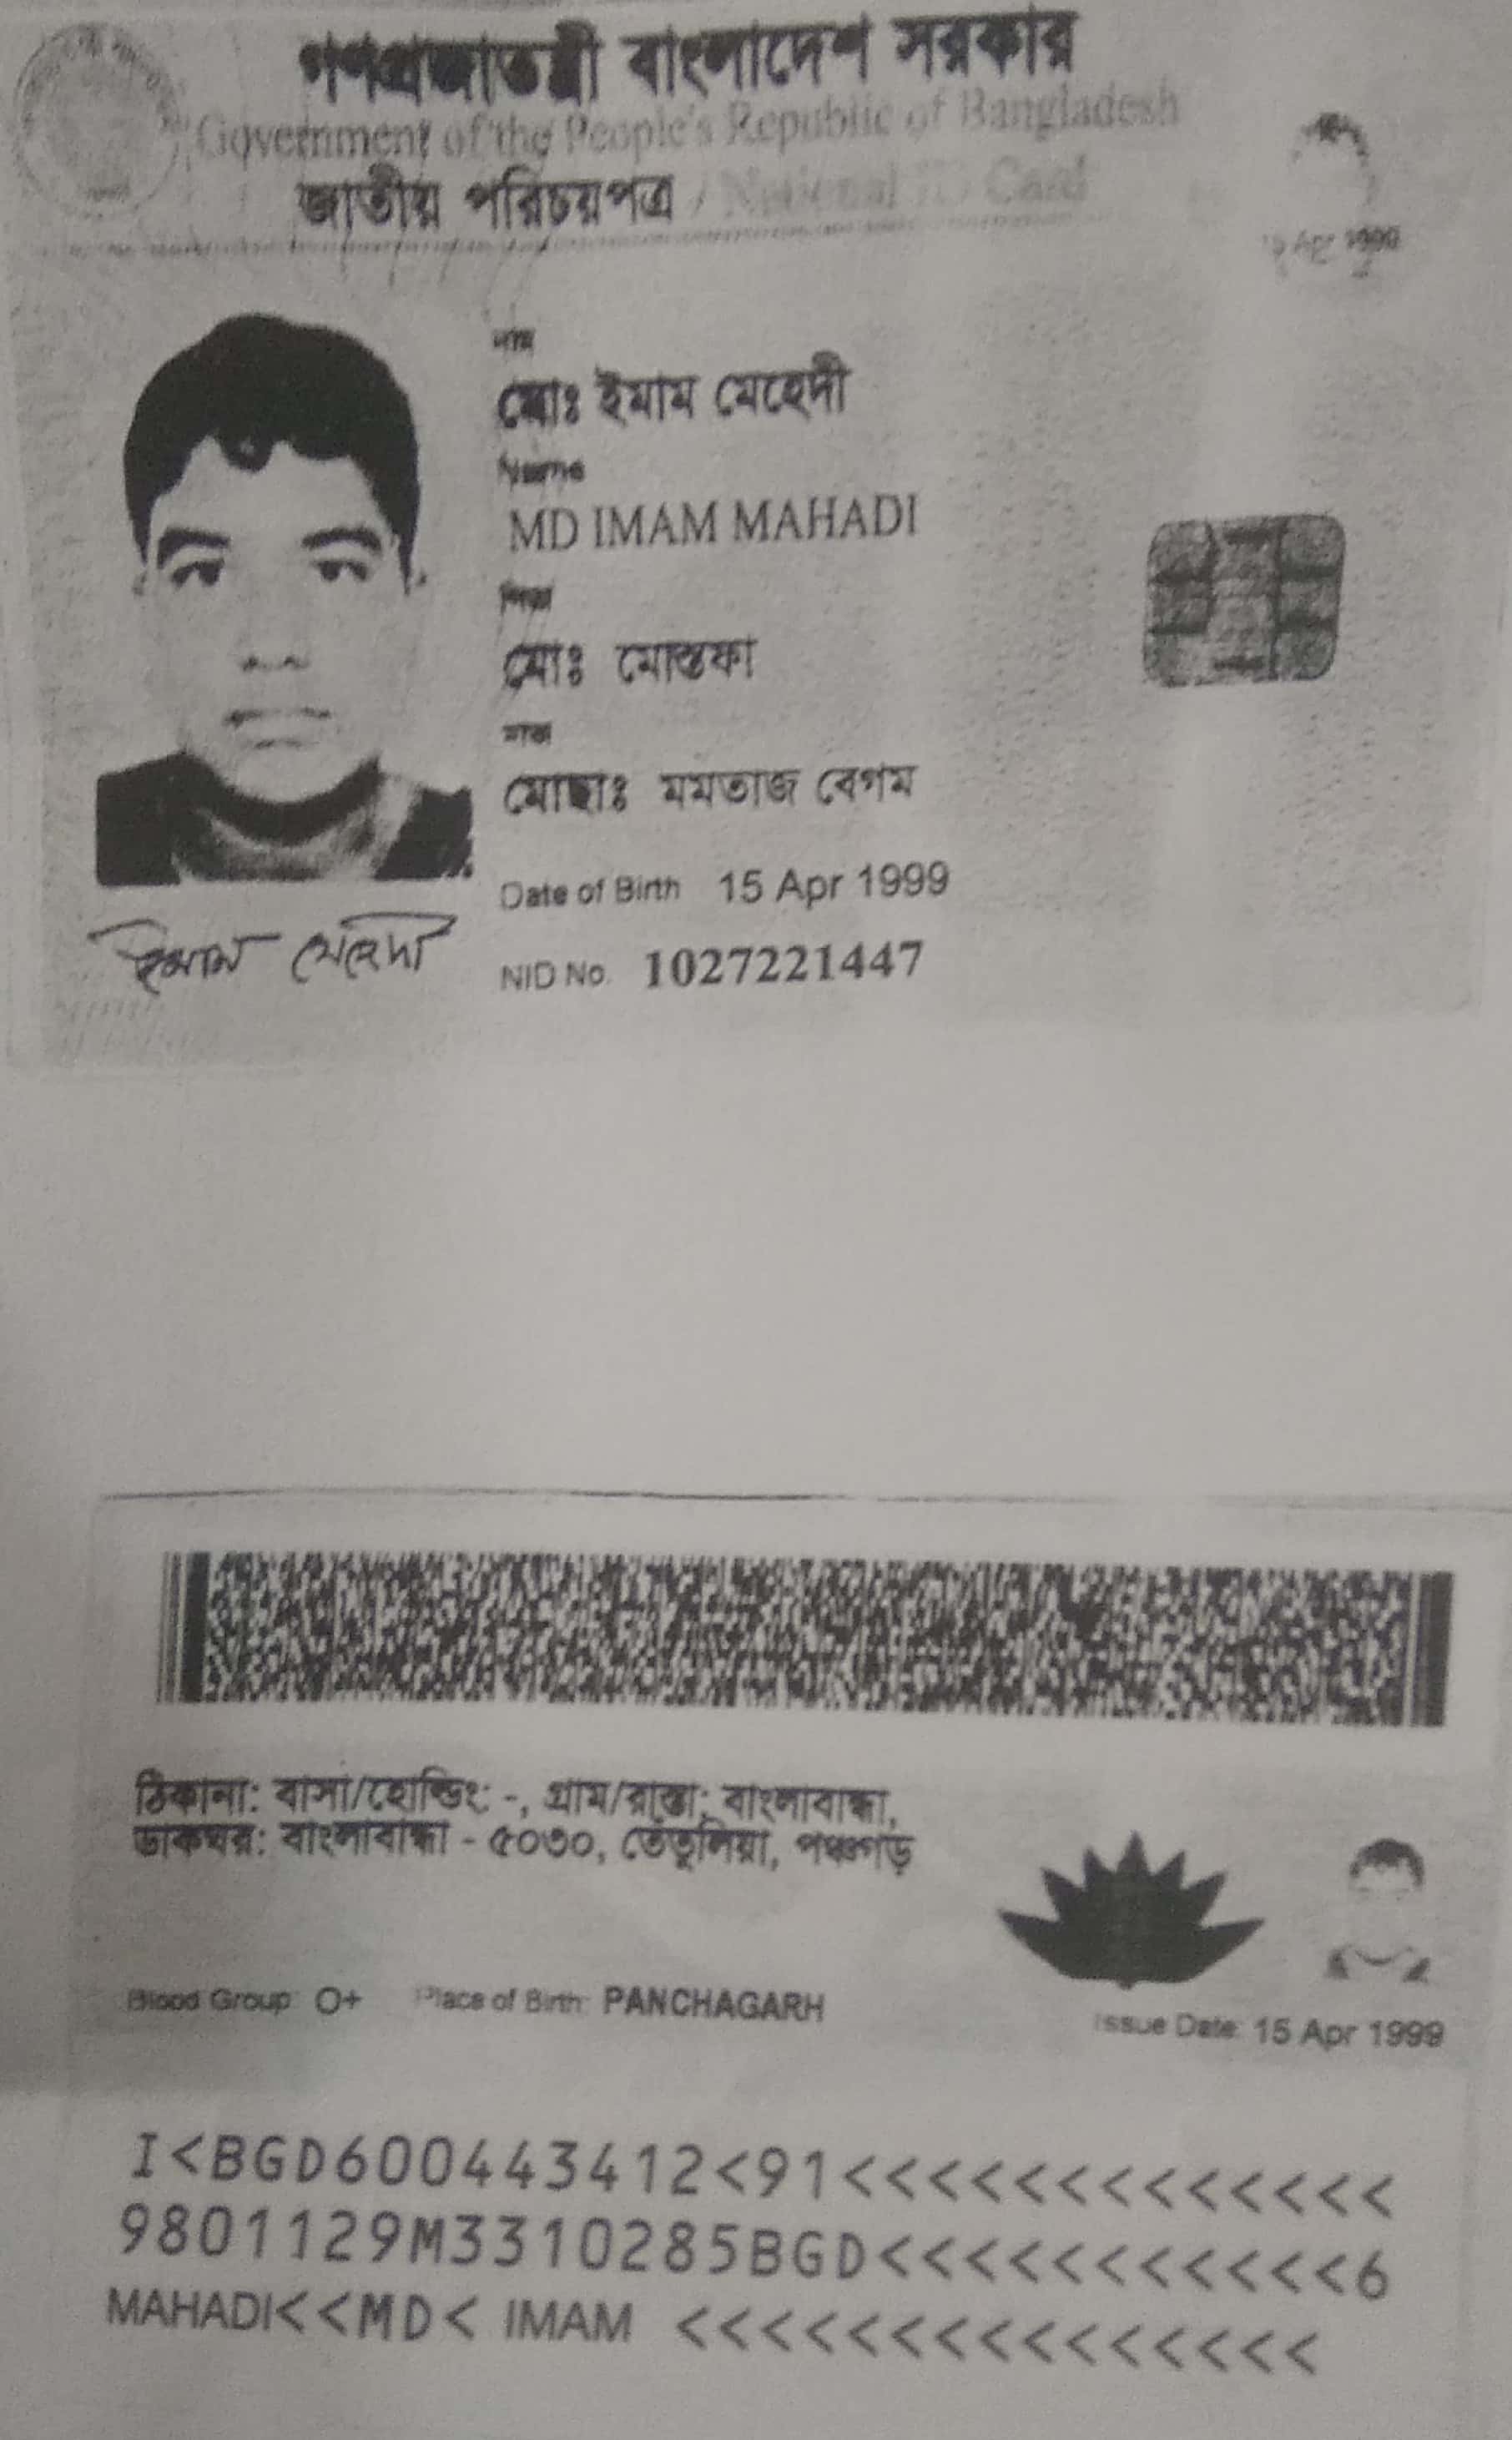 গণপ্রজাতন্ত্রী বাংলাদেশ সরকার
Government of the People's Republic of Bangladesh
জাতীয় পরিচয়পত্র / National ID Card
Apr 1999
নাম
মোঃ ইমাম মেহেদী
Name
MD IMAM MAHADI
পিতা
মোঃ মোস্তফা
মাতা
মোছাঃ মমতাজ বেগম
Date of Birth 15 Apr 1999
ইমাম মেহেদী
NID No. 1027221447
ঠিকানা: বাসা/হোল্ডিং: -, গ্রাম/রাস্তা: বাংলাবান্ধা,
ডাকঘর: বাংলাবান্ধা - ৫০৩০, তেঁতুলিয়া, পঞ্চগড়
Blood Group: O+ Place of Birth: PANCHAGARH
Issue Date: 15 Apr 1999
I<BGD600443412<91<<<<<<<<<<<<<<
9801129M3310285BGD<<<<<<<<<<<<6
MAHADI<<MD< IMAM <<<<<<<<<<<<<<<